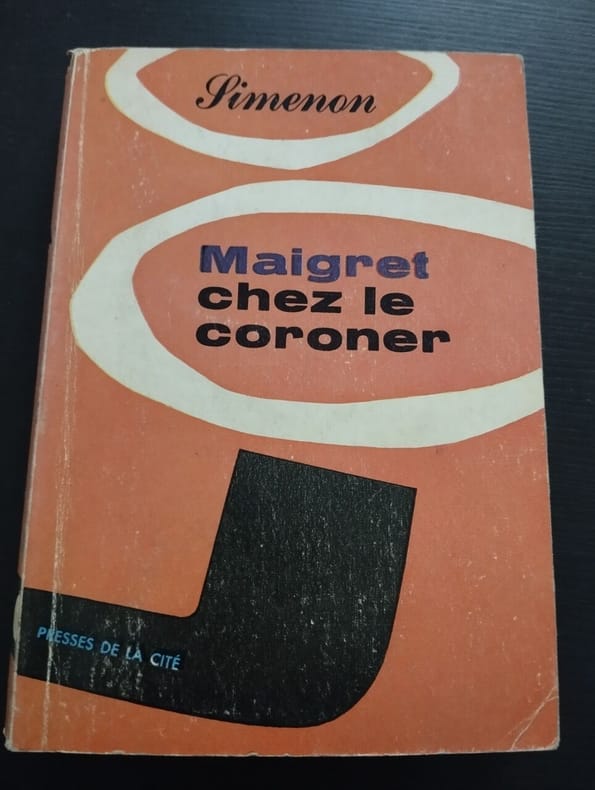 Simenon
Maigret
chez le
coroner
PRESSES DE LA CITÉ